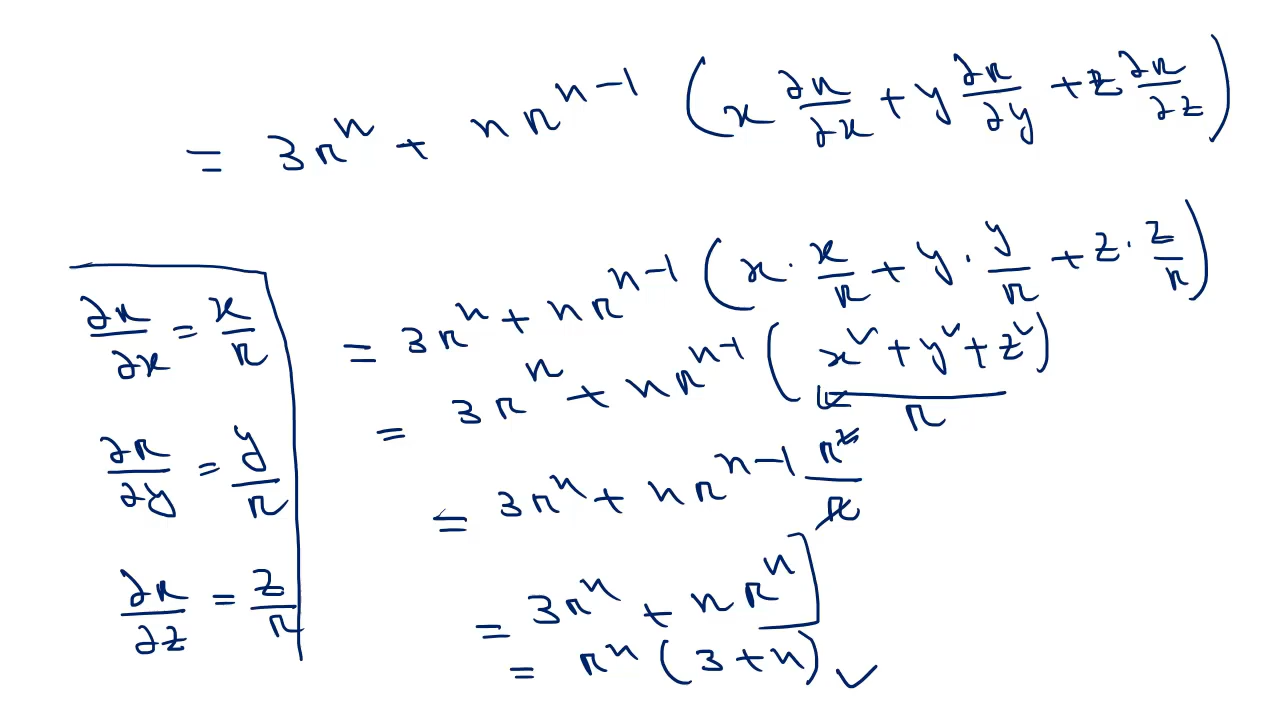 = 3r^n + n r^{n-1} (x ∂r/∂x + y ∂r/∂y + z ∂r/∂z)
∂r/∂x = x/r
∂r/∂y = y/r
∂r/∂z = z/r
= 3r^n + n r^{n-1} (x · x/r + y · y/r + z · z/r)
= 3r^n + n r^{n-1} (x² + y² + z²)/r
= 3r^n + n r^{n-1} r²/r
= 3r^n + n r^n]
= r^n (3 + n) ✓